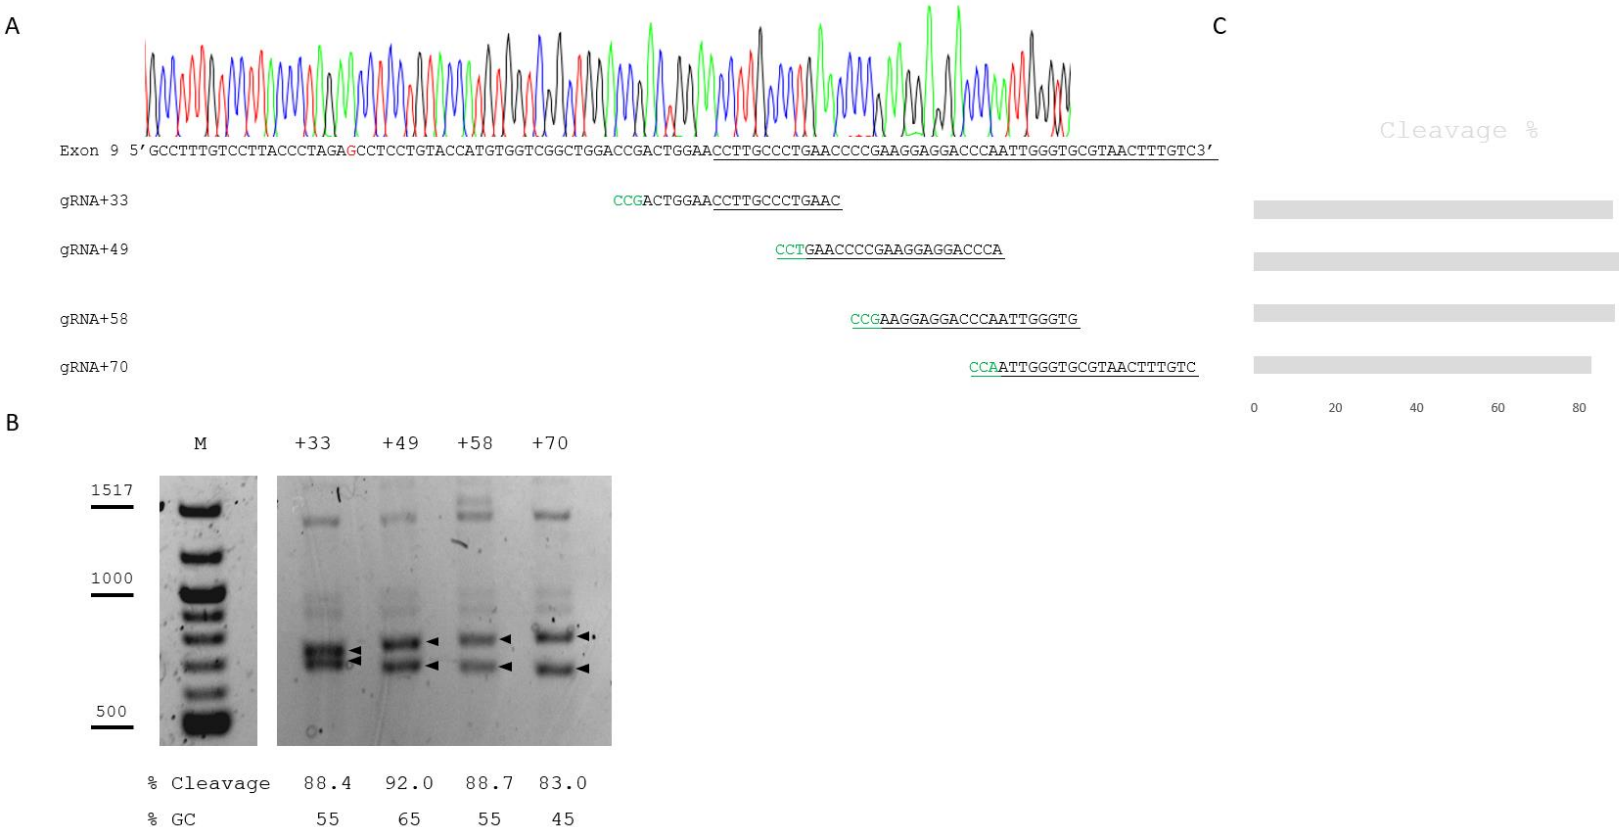 A
C
Exon 9 5’GCCTTTGTCCTTACCCTAGAGCCTCCTGTACCATGTGGTCGGCTGGACCGACTGGAACCTTGCCCTGAACCCCGAAGGAGGACCCAATTGGGTGCGTAACTTTGTC3’
Cleavage %
gRNA+33 CCGACTGGAACCTTGCCCTGAAC
gRNA+49 CCTGAACCCCGAAGGAGGACCCA
gRNA+58 CCGAAGGAGGACCCAATTGGGTG
gRNA+70 CCAATTGGGTGCGTAACTTTGTC
0 20 40 60 80
B
M +33 +49 +58 +70
1517
1000
500
% Cleavage 88.4 92.0 88.7 83.0
% GC 55 65 55 45